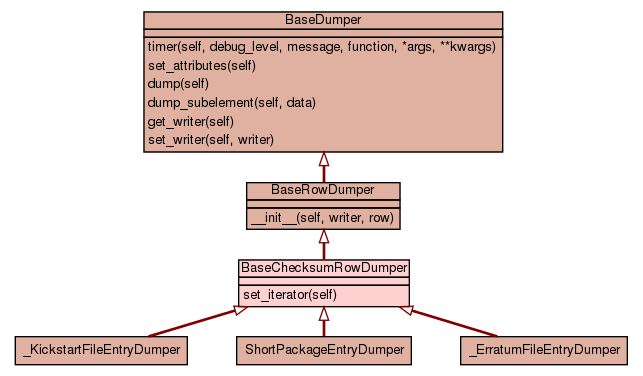 BaseDumper
timer(self, debug_level, message, function, *args, **kwargs)
set_attributes(self)
dump(self)
dump_subelement(self, data)
get_writer(self)
set_writer(self, writer)
BaseRowDumper
__init__(self, writer, row)
BaseChecksumRowDumper
set_iterator(self)
_KickstartFileEntryDumper
ShortPackageEntryDumper
_ErratumFileEntryDumper